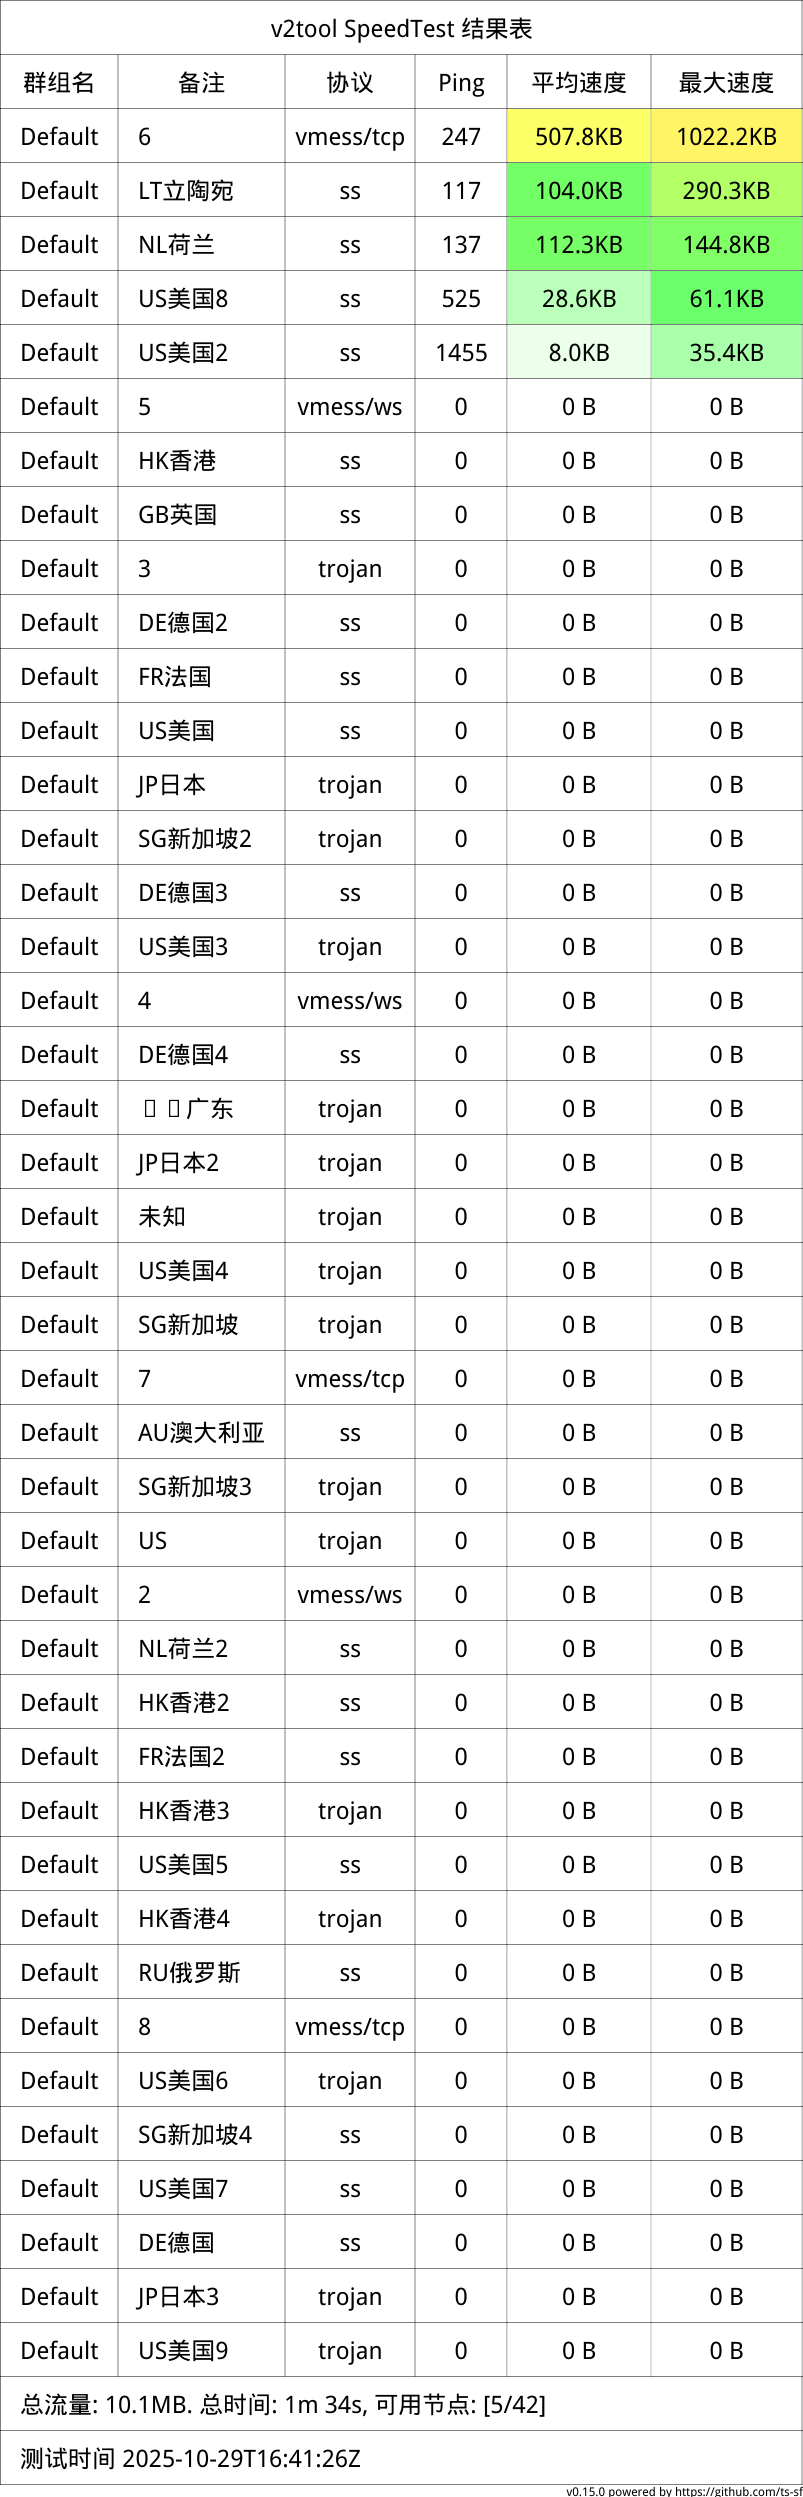 v2tool SpeedTest 结果表
群组名 备注 协议 Ping 平均速度 最大速度
Default 6 vmess/tcp 247 507.8KB 1022.2KB
Default LT立陶宛 ss 117 104.0KB 290.3KB
Default NL荷兰 ss 137 112.3KB 144.8KB
Default US美国8 ss 525 28.6KB 61.1KB
Default US美国2 ss 1455 8.0KB 35.4KB
Default 5 vmess/ws 0 0 B 0 B
Default HK香港 ss 0 0 B 0 B
Default GB英国 ss 0 0 B 0 B
Default 3 trojan 0 0 B 0 B
Default DE德国2 ss 0 0 B 0 B
Default FR法国 ss 0 0 B 0 B
Default US美国 ss 0 0 B 0 B
Default JP日本 trojan 0 0 B 0 B
Default SG新加坡2 trojan 0 0 B 0 B
Default DE德国3 ss 0 0 B 0 B
Default US美国3 trojan 0 0 B 0 B
Default 4 vmess/ws 0 0 B 0 B
Default DE德国4 ss 0 0 B 0 B
Default 广东 trojan 0 0 B 0 B
Default JP日本2 trojan 0 0 B 0 B
Default 未知 trojan 0 0 B 0 B
Default US美国4 trojan 0 0 B 0 B
Default SG新加坡 trojan 0 0 B 0 B
Default 7 vmess/tcp 0 0 B 0 B
Default AU澳大利亚 ss 0 0 B 0 B
Default SG新加坡3 trojan 0 0 B 0 B
Default US trojan 0 0 B 0 B
Default 2 vmess/ws 0 0 B 0 B
Default NL荷兰2 ss 0 0 B 0 B
Default HK香港2 ss 0 0 B 0 B
Default FR法国2 ss 0 0 B 0 B
Default HK香港3 trojan 0 0 B 0 B
Default US美国5 ss 0 0 B 0 B
Default HK香港4 trojan 0 0 B 0 B
Default RU俄罗斯 ss 0 0 B 0 B
Default 8 vmess/tcp 0 0 B 0 B
Default US美国6 trojan 0 0 B 0 B
Default SG新加坡4 ss 0 0 B 0 B
Default US美国7 ss 0 0 B 0 B
Default DE德国 ss 0 0 B 0 B
Default JP日本3 trojan 0 0 B 0 B
Default US美国9 trojan 0 0 B 0 B
总流量: 10.1MB. 总时间: 1m 34s, 可用节点: [5/42]
测试时间 2025-10-29T16:41:26Z
v0.15.0 powered by https://github.com/ts-sf